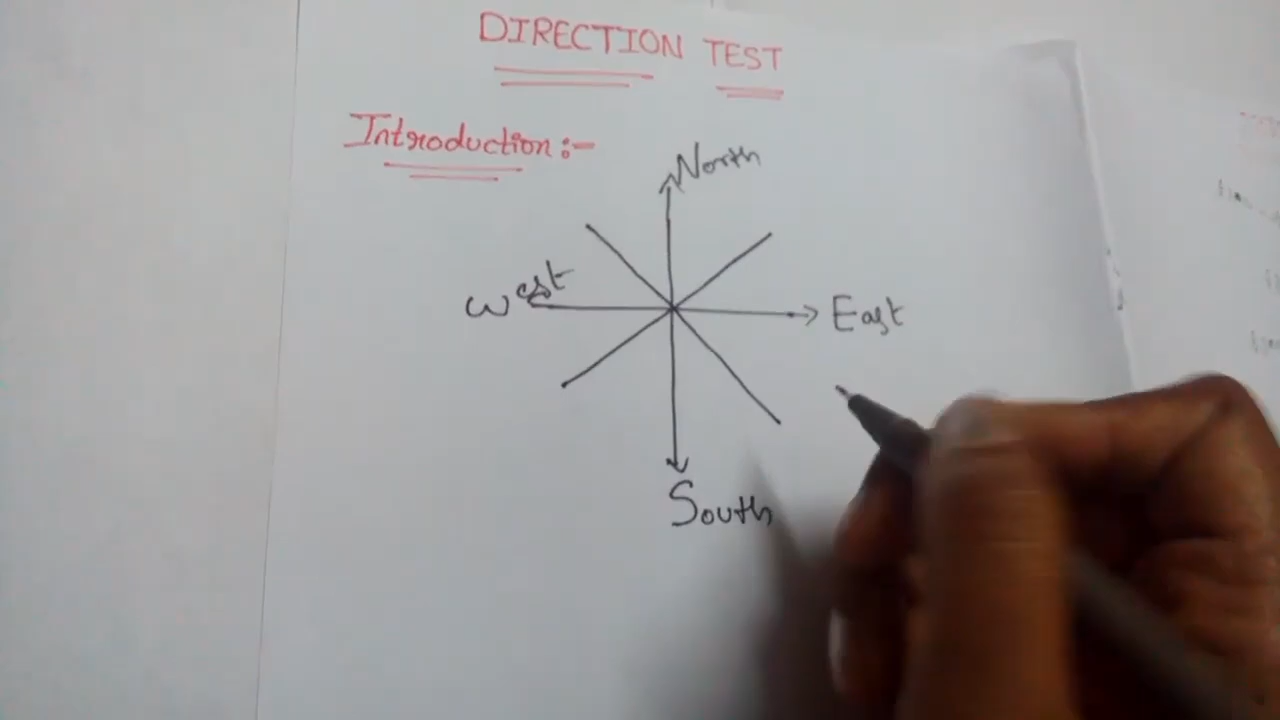 DIRECTION TEST
Introduction :-
North
West
East
South